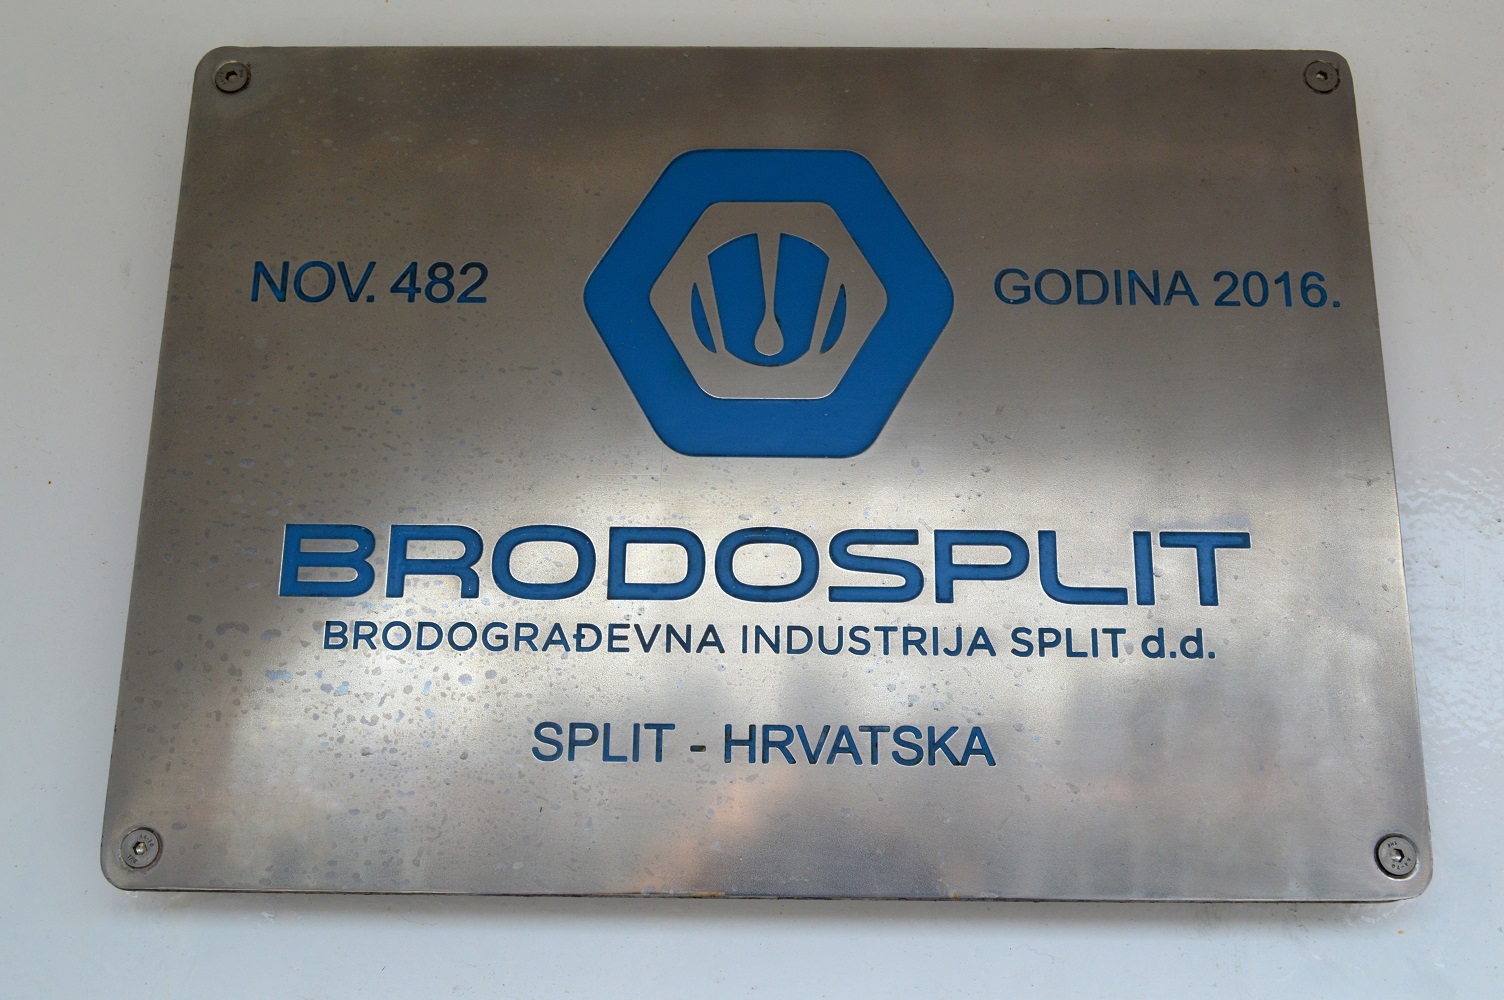 NOV. 482
GODINA 2016.
BRODOSPLIT
BRODOGRAĐEVNA INDUSTRIJA SPLIT d.d.
SPLIT - HRVATSKA